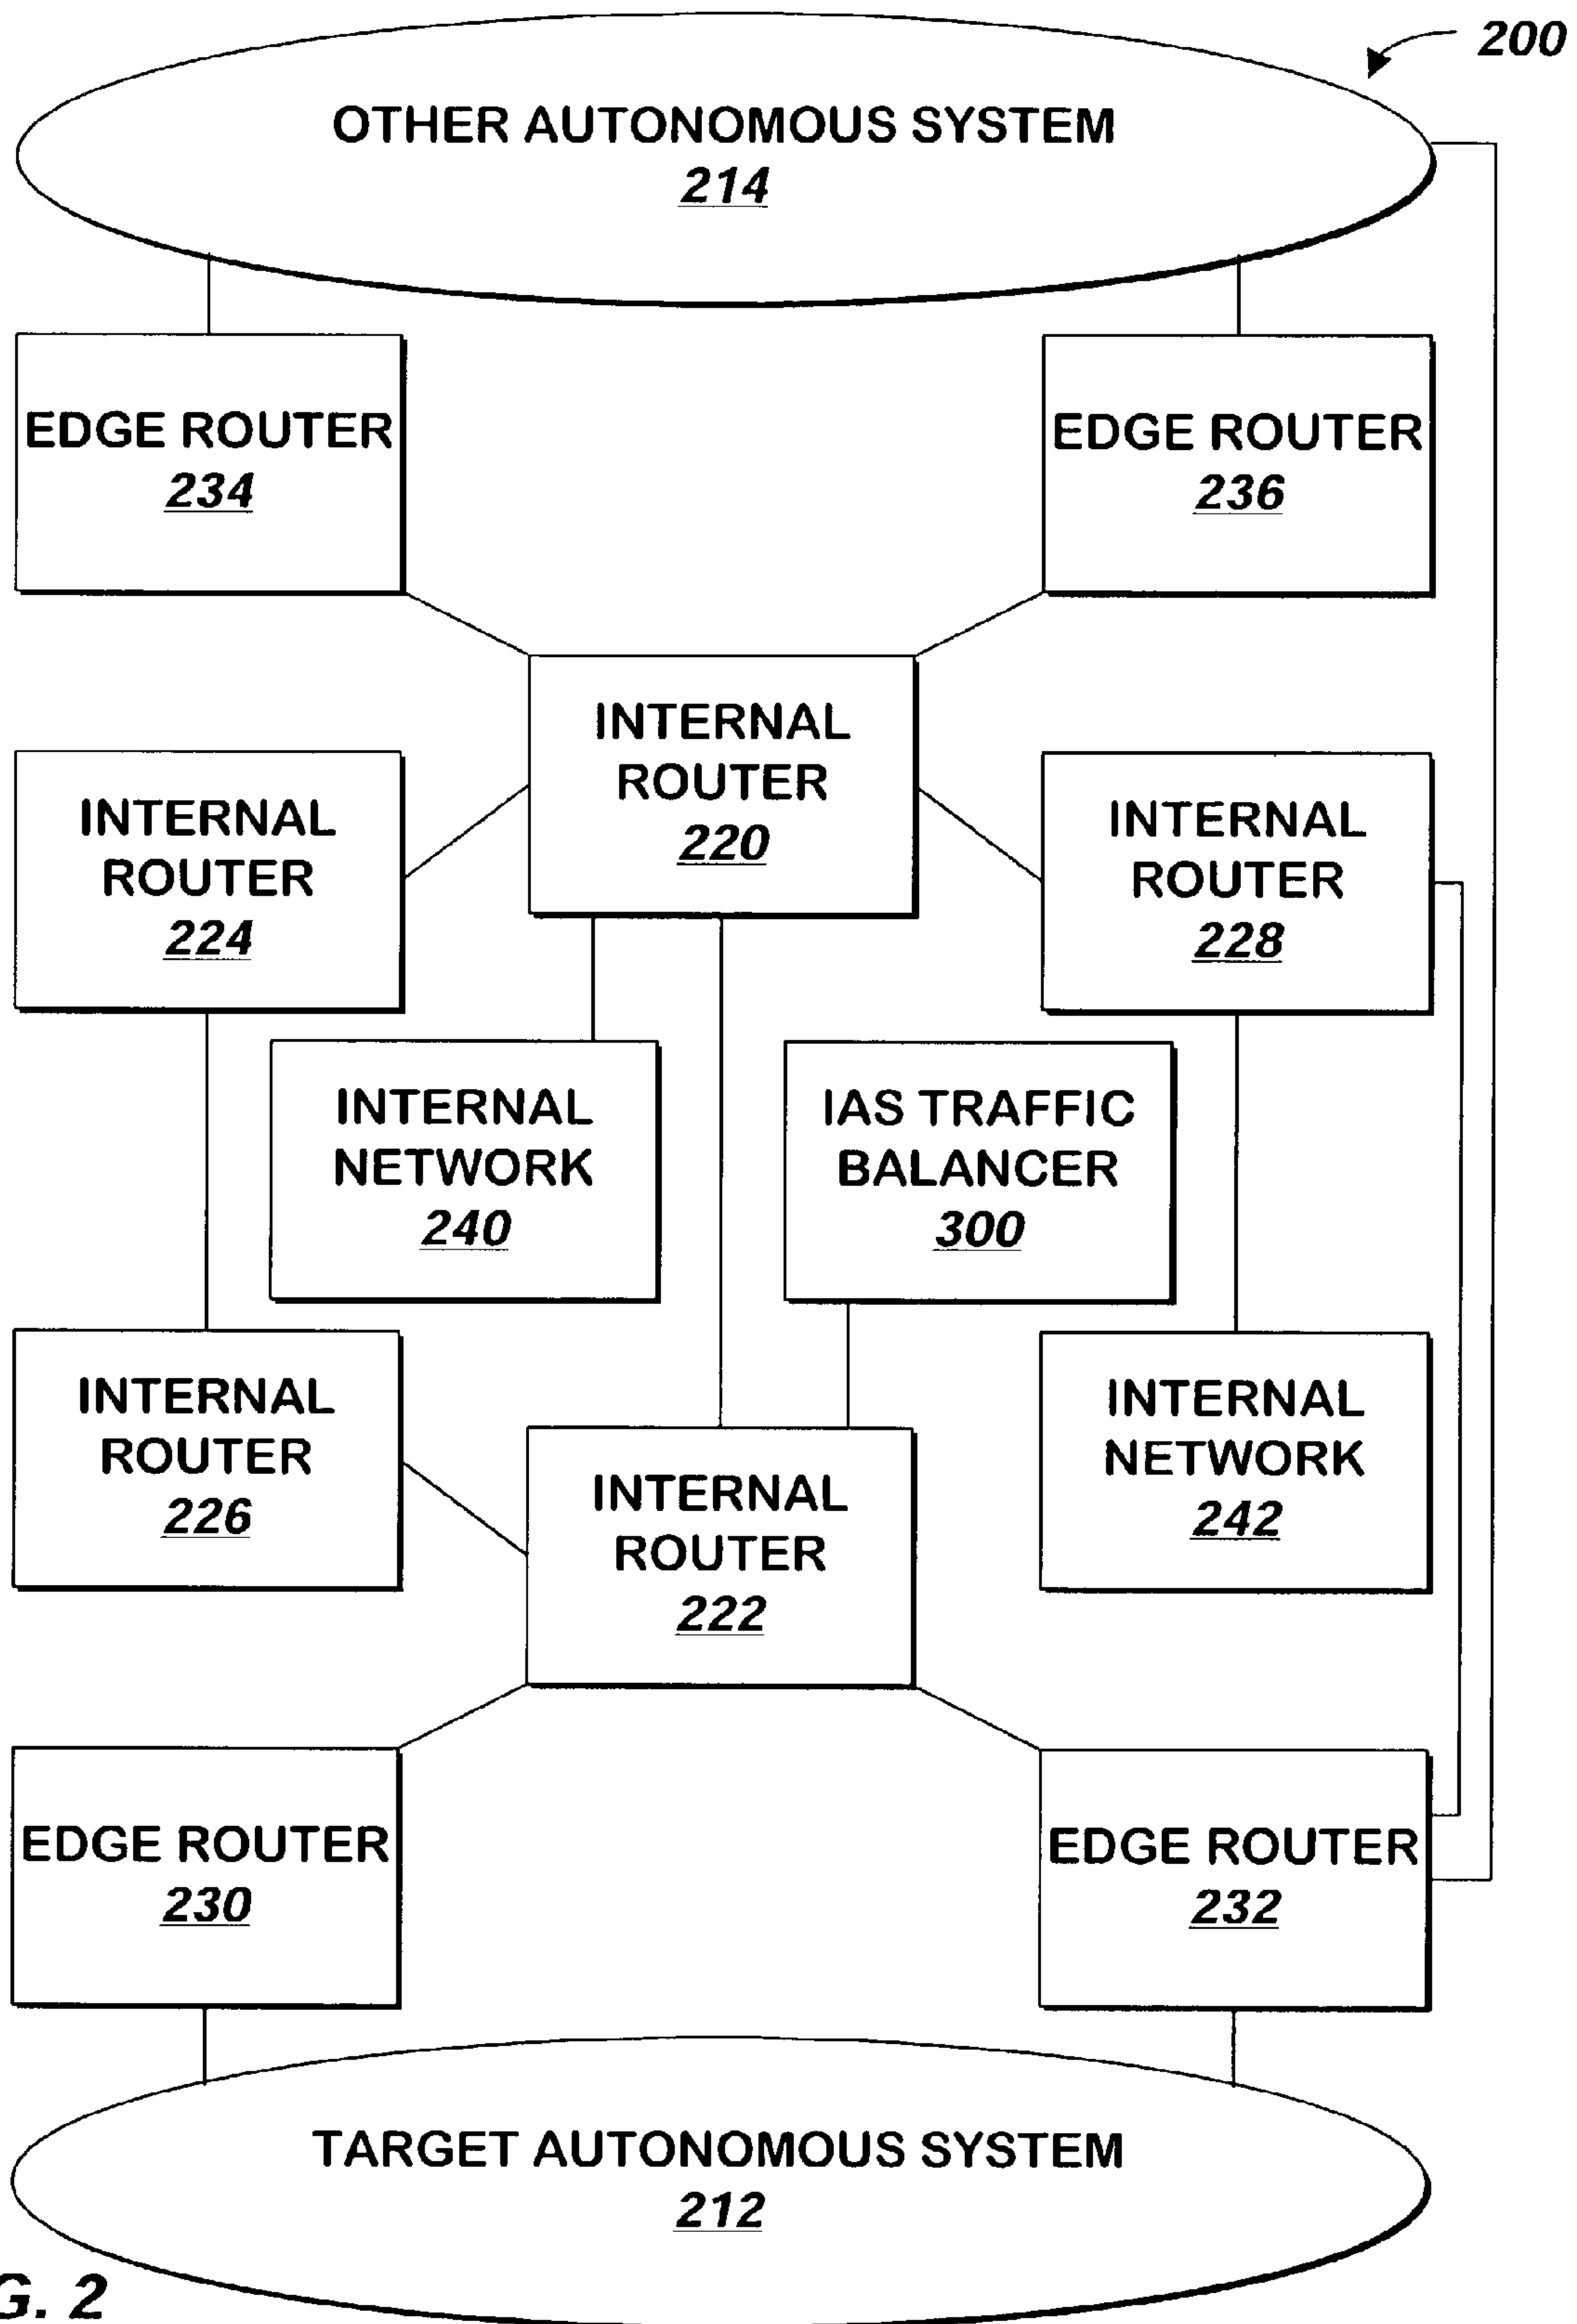 200
OTHER AUTONOMOUS SYSTEM
214
EDGE ROUTER
234
EDGE ROUTER
236
INTERNAL
ROUTER
220
INTERNAL
ROUTER
224
INTERNAL
ROUTER
228
INTERNAL
NETWORK
240
IAS TRAFFIC
BALANCER
300
INTERNAL
ROUTER
226
INTERNAL
NETWORK
242
INTERNAL
ROUTER
222
EDGE ROUTER
230
EDGE ROUTER
232
TARGET AUTONOMOUS SYSTEM
212
G. 2